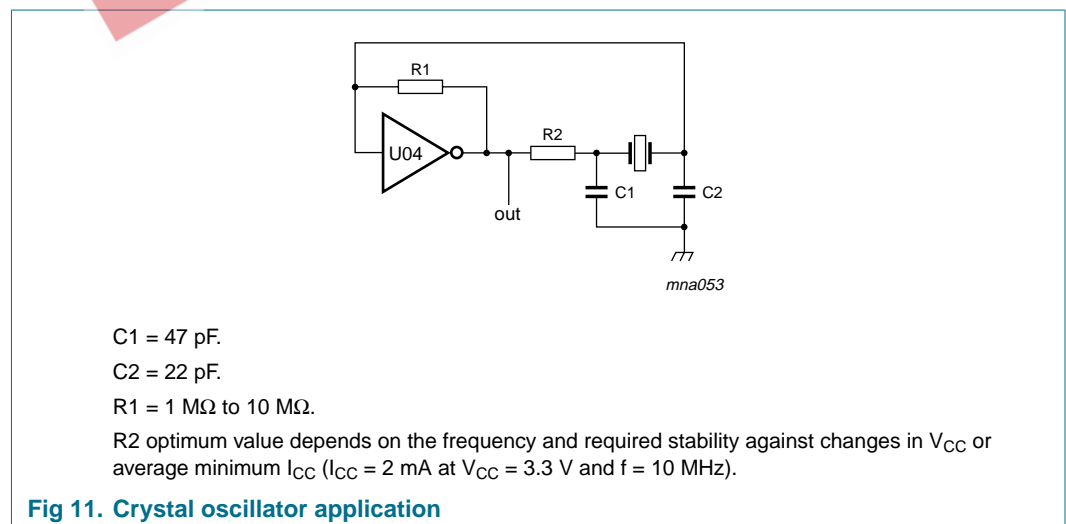 R1
U04
R2
C1
C2
out
mna053
C1 = 47 pF.
C2 = 22 pF.
R1 = 1 MΩ to 10 MΩ.
R2 optimum value depends on the frequency and required stability against changes in VCC or
average minimum ICC (ICC = 2 mA at VCC = 3.3 V and f = 10 MHz).
Fig 11. Crystal oscillator application